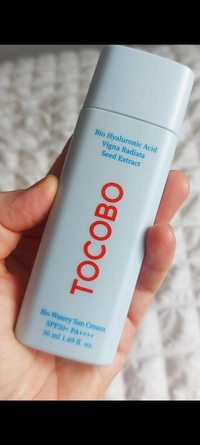 Bio Hyaluronic Acid
Vigna Radiata
Seed Extract
TOCOBO
Bio Watery Sun Cream
SPF50+ PA++++
50 ml 1.69 fl. oz.